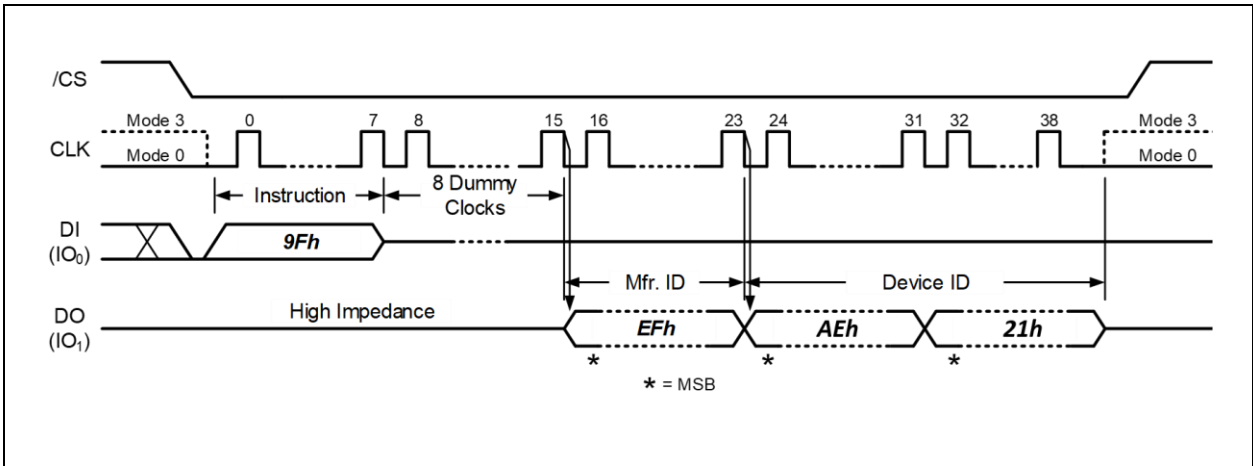 /CS
Mode 3 0 7 8 15 16 23 24 31 32 38 Mode 3
CLK Mode 0 Mode 0
Instruction 8 Dummy
Clocks
DI
(IO₀) 9Fh
Mfr. ID Device ID
DO High Impedance EFh AEh 21h
(IO₁)
* * *
* = MSB